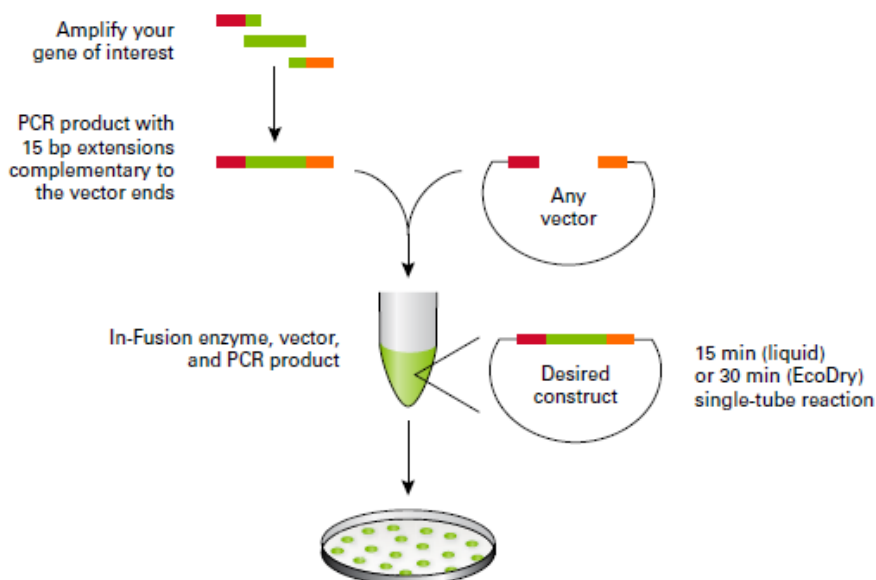 Amplify your
gene of interest
PCR product with
15 bp extensions
complementary to
the vector ends
Any
vector
In-Fusion enzyme, vector,
and PCR product
Desired
construct
15 min (liquid)
or 30 min (EcoDry)
single-tube reaction